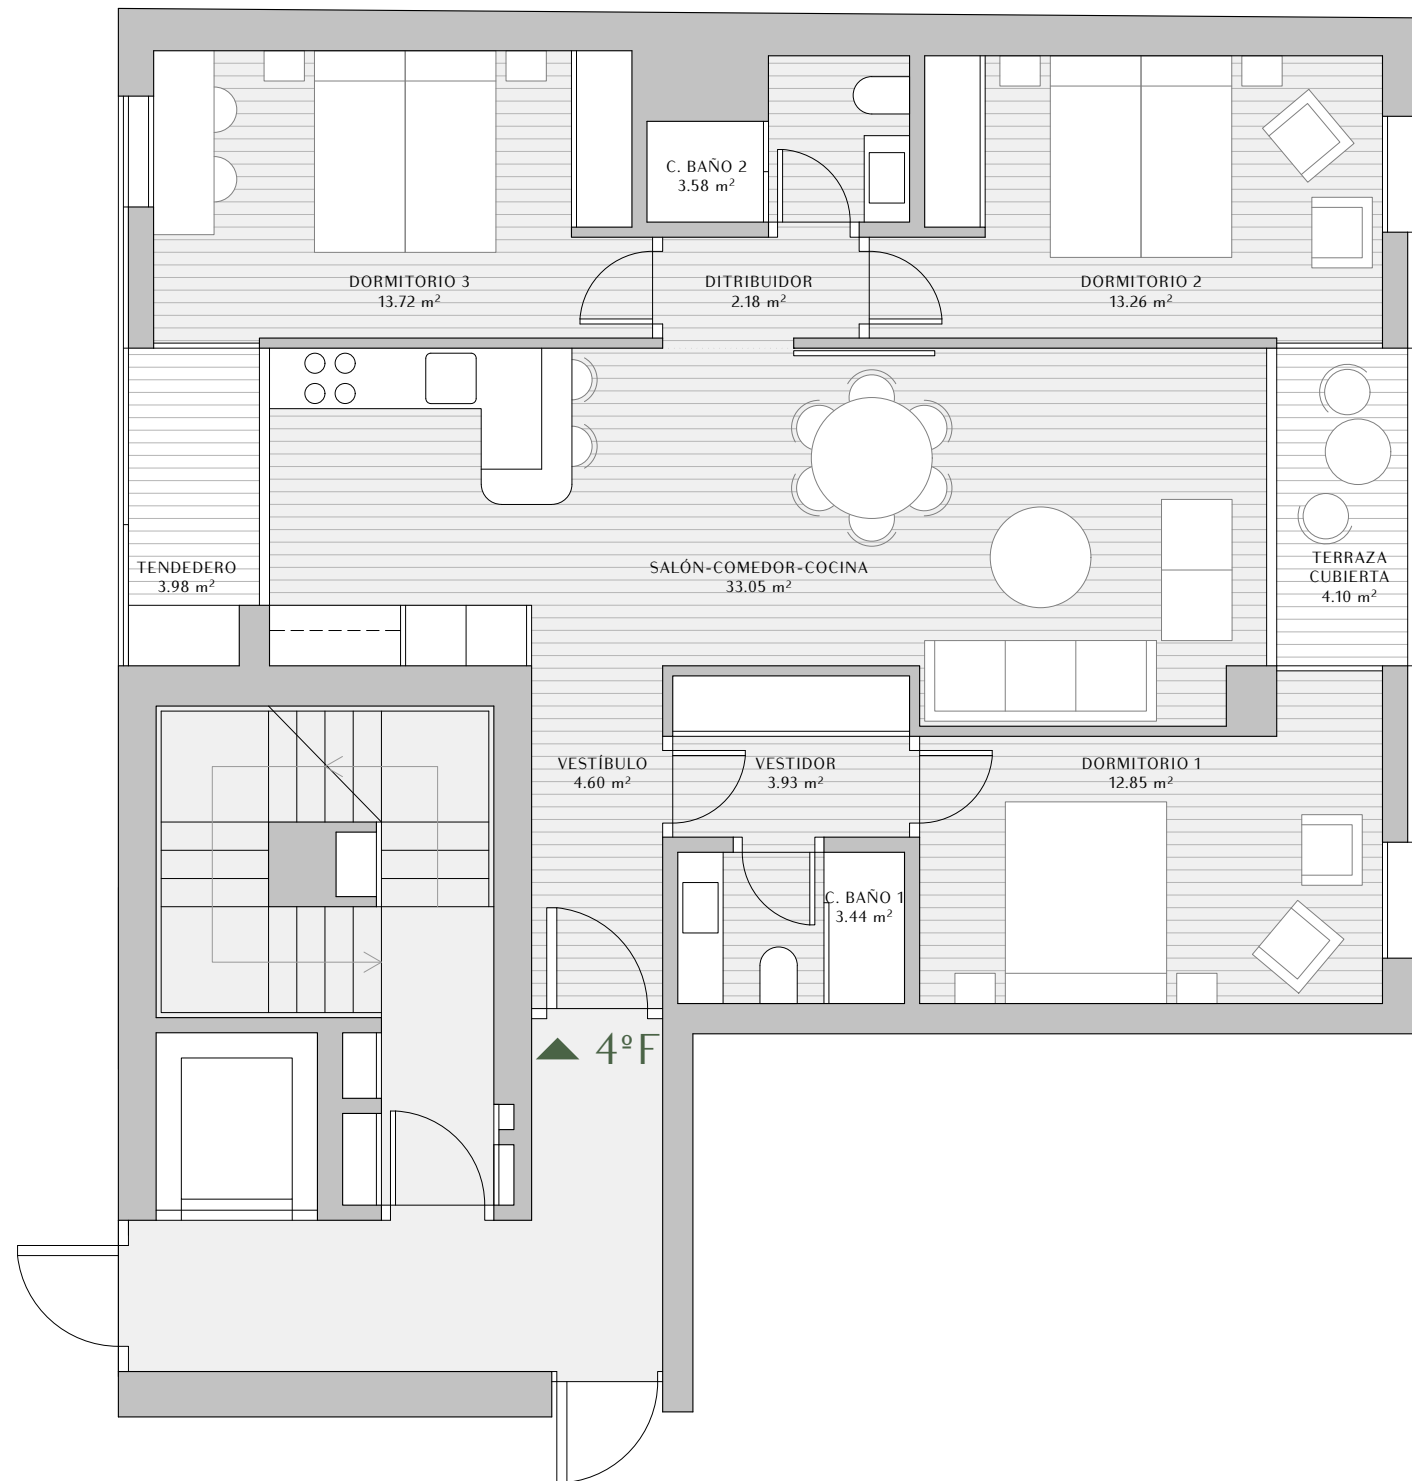 C. BAÑO 2
3.58 m²
DORMITORIO 3
13.72 m²
DITRIBUIDOR
2.18 m²
DORMITORIO 2
13.26 m²
TENDEDERO
3.98 m²
SALÓN-COMEDOR-COCINA
33.05 m²
TERRAZA
CUBIERTA
4.10 m²
VESTÍBULO
4.60 m²
VESTIDOR
3.93 m²
DORMITORIO 1
12.85 m²
C. BAÑO 1
3.44 m²
4ºF